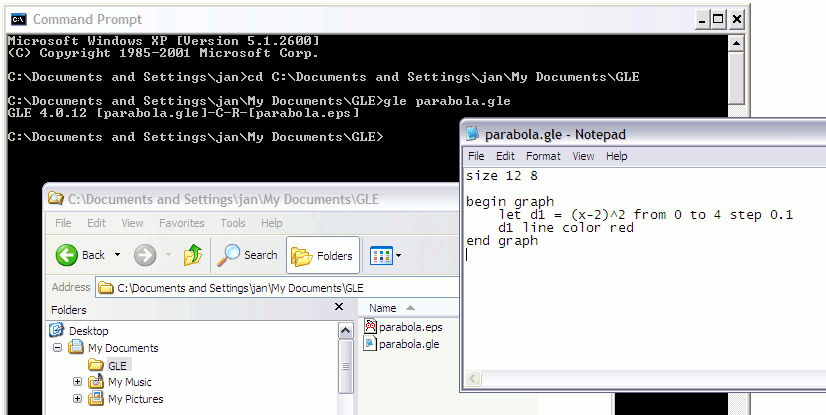 Command Prompt
Microsoft Windows XP [Version 5.1.2600]
(C) Copyright 1985-2001 Microsoft Corp.
C:\Documents and Settings\jan>cd C:\Documents and Settings\jan\My Documents\GLE
C:\Documents and Settings\jan\My Documents\GLE>gle parabola.gle
GLE 4.0.12 [parabola.gle]-C-R-[parabola.eps]
C:\Documents and Settings\jan\My Documents\GLE>
parabola.gle - Notepad
File Edit Format View Help
size 12 8
begin graph
let d1 = (x-2)^2 from 0 to 4 step 0.1
d1 line color red
end graph
C:\Documents and Settings\jan\My Documents\GLE
File Edit View Favorites Tools Help
Back Search Folders
Address C:\Documents and Settings\jan\My Documents\GLE
Folders
Desktop
My Documents
GLE
My Music
My Pictures
Name
parabola.eps
parabola.gle